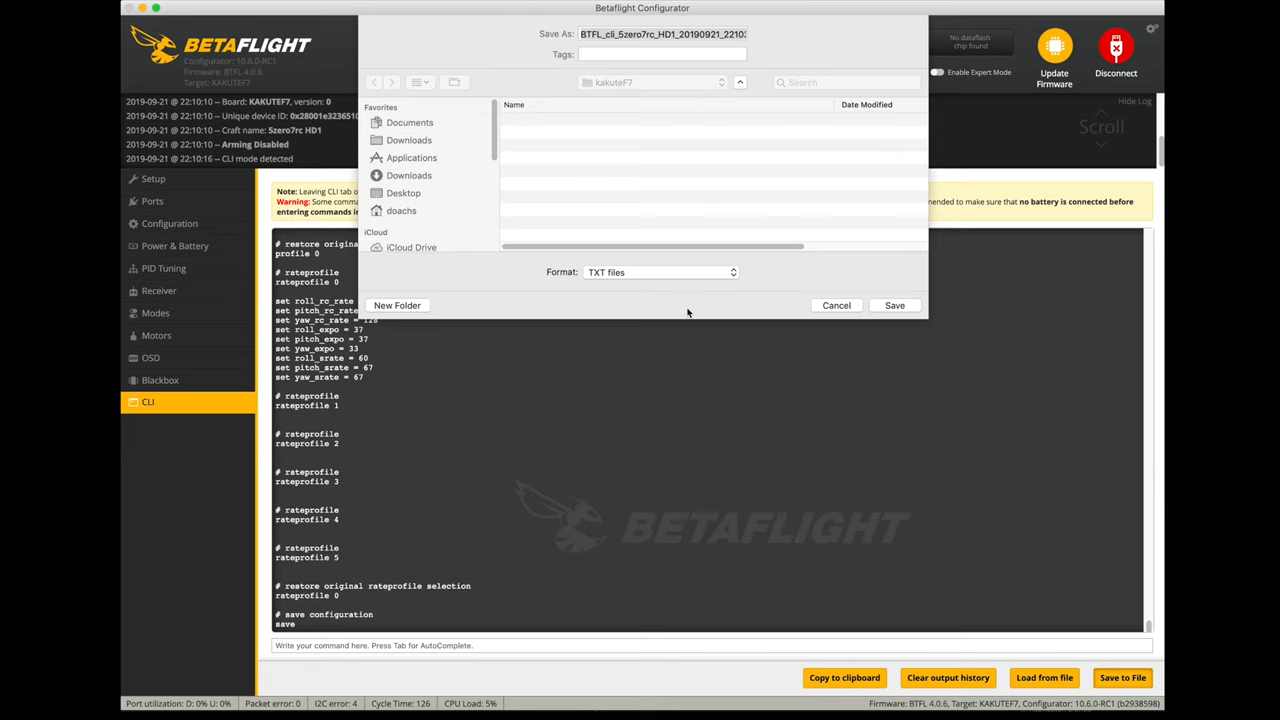 Betaflight Configurator
BETAFLIGHT
Configurator: 10.6.0-RC1
Firmware: BTFL 4.0.6
Target: KAKUTEF7
No dataflash
chip found
Enable Expert Mode
Update
Firmware
Disconnect
Save As: BTFL_cli_5zero7rc_HD1_20190921_2210
Tags:
kakuteF7
Search
Name
Date Modified
Favorites
Documents
Downloads
Applications
Downloads
Desktop
doachs
iCloud
iCloud Drive
Format: TXT files
New Folder
Cancel
Save
2019-09-21 @ 22:10:10 -- Board: KAKUTEF7, version: 0
2019-09-21 @ 22:10:10 -- Unique device ID: 0x28001e3236510
2019-09-21 @ 22:10:10 -- Craft name: 5zero7rc HD1
2019-09-21 @ 22:10:10 -- Arming Disabled
2019-09-21 @ 22:10:16 -- CLI mode detected
Hide Log
Scroll
Setup
Ports
Configuration
Power & Battery
PID Tuning
Receiver
Modes
Motors
OSD
Blackbox
CLI
Note: Leaving CLI tab o
Warning: Some comma
nded to make sure that no battery is connected before
entering commands in
# restore origina
profile 0
# rateprofile
rateprofile 0
set roll_rc_rate
set pitch_rc_rat
set yaw_rc_rate = 128
set roll_expo = 37
set pitch_expo = 37
set yaw_expo = 33
set roll_srate = 60
set pitch_srate = 67
set yaw_srate = 67
# rateprofile
rateprofile 1
# rateprofile
rateprofile 2
# rateprofile
rateprofile 3
# rateprofile
rateprofile 4
# rateprofile
rateprofile 5
# restore original rateprofile selection
rateprofile 0
# save configuration
save
BETAFLIGHT
Write your command here. Press Tab for AutoComplete.
Copy to clipboard
Clear output history
Load from file
Save to File
Port utilization: D: 0% U: 0%
Packet error: 0
I2C error: 4
Cycle Time: 126
CPU Load: 5%
Firmware: BTFL 4.0.6, Target: KAKUTEF7, Configurator: 10.6.0-RC1 (b2938598)